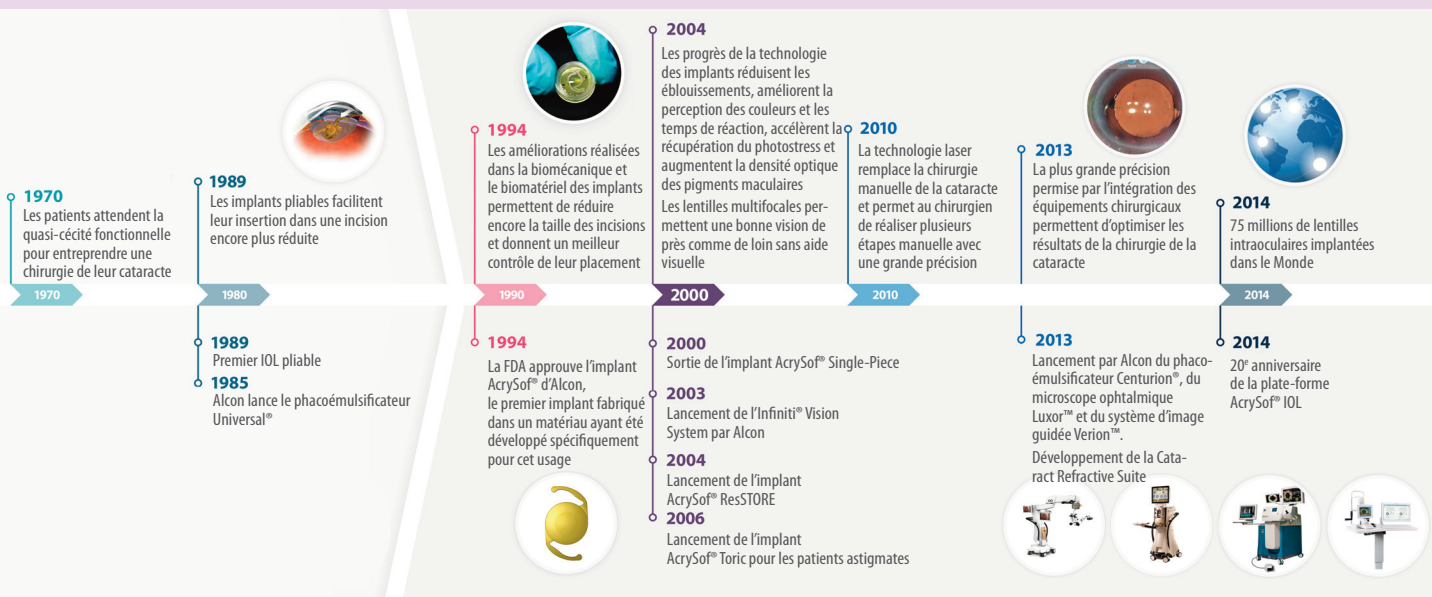 1970
Les patients attendent la
quasi-cécité fonctionnelle
pour entreprendre une
chirurgie de leur cataracte
1989
Les implants pliables facilitent
leur insertion dans une incision
encore plus réduite
1994
Les améliorations réalisées
dans la biomécanique et
le biomatériel des implants
permettent de réduire
encore la taille des incisions
et donnent un meilleur
contrôle de leur placement
2004
Les progrès de la technologie
des implants réduisent les
éblouissements, améliorent la
perception des couleurs et les
temps de réaction, accélèrent la
récupération du photostress et
augmentent la densité optique
des pigments maculaires
Les lentilles multifocales per-
mettent une bonne vision de
près comme de loin sans aide
visuelle
2010
La technologie laser
remplace la chirurgie
manuelle de la cataracte
et permet au chirurgien
de réaliser plusieurs
étapes manuelle avec
une grande précision
2013
La plus grande précision
permise par l'intégration des
équipements chirurgicaux
permettent d'optimiser les
résultats de la chirurgie de la
cataracte
2014
75 millions de lentilles
intraoculaires implantées
dans le Monde
1970
1980
1990
2000
2010
2014
1989
Premier IOL pliable
1985
Alcon lance le phacoémulsificateur
Universal®
1994
La FDA approuve l'implant
AcrySof® d'Alcon,
le premier implant fabriqué
dans un matériau ayant été
développé spécifiquement
pour cet usage
2000
Sortie de l'implant AcrySof® Single-Piece
2003
Lancement de l'Infiniti® Vision
System par Alcon
2004
Lancement de l'implant
AcrySof® ResSTORE
2006
Lancement de l'implant
AcrySof® Toric pour les patients astigmates
2013
Lancement par Alcon du phaco-
émulsificateur Centurion®, du
microscope ophtalmique
Luxor™ et du système d'image
guidée Verion™.
Développement de la Cata-
ract Refractive Suite
2014
20e anniversaire
de la plate-forme
AcrySof® IOL